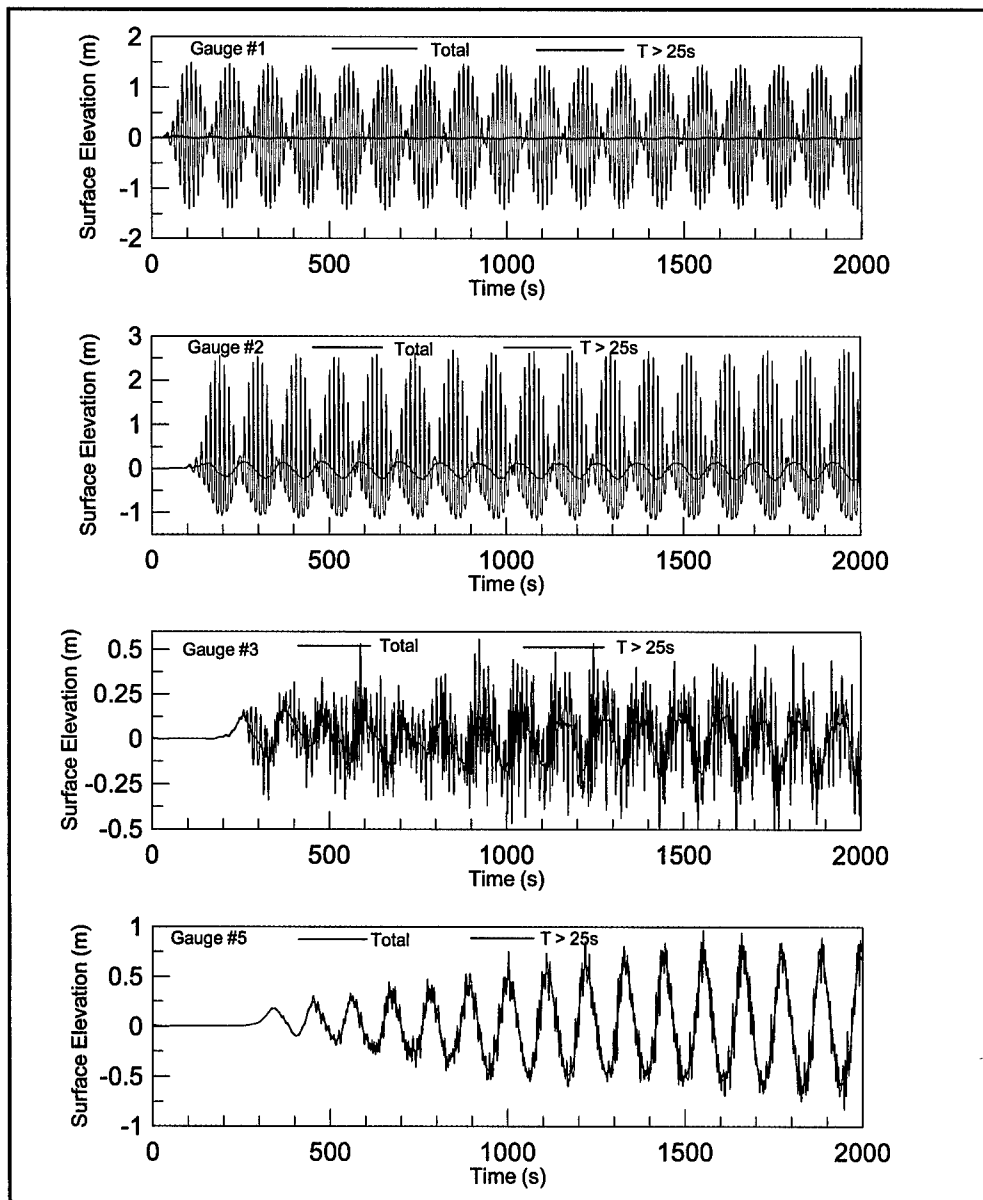 Gauge #1 Total T > 25s
Surface Elevation (m)
2
1
0
-1
-2
0 500 1000 1500 2000
Time (s)
Gauge #2 Total T > 25s
Surface Elevation (m)
3
2
1
0
-1
0 500 1000 1500 2000
Time (s)
Gauge #3 Total T > 25s
Surface Elevation (m)
0.5
0.25
0
-0.25
-0.5
0 500 1000 1500 2000
Time (s)
Gauge #5 Total T > 25s
Surface Elevation (m)
1
0.5
0
-0.5
-1
0 500 1000 1500 2000
Time (s)